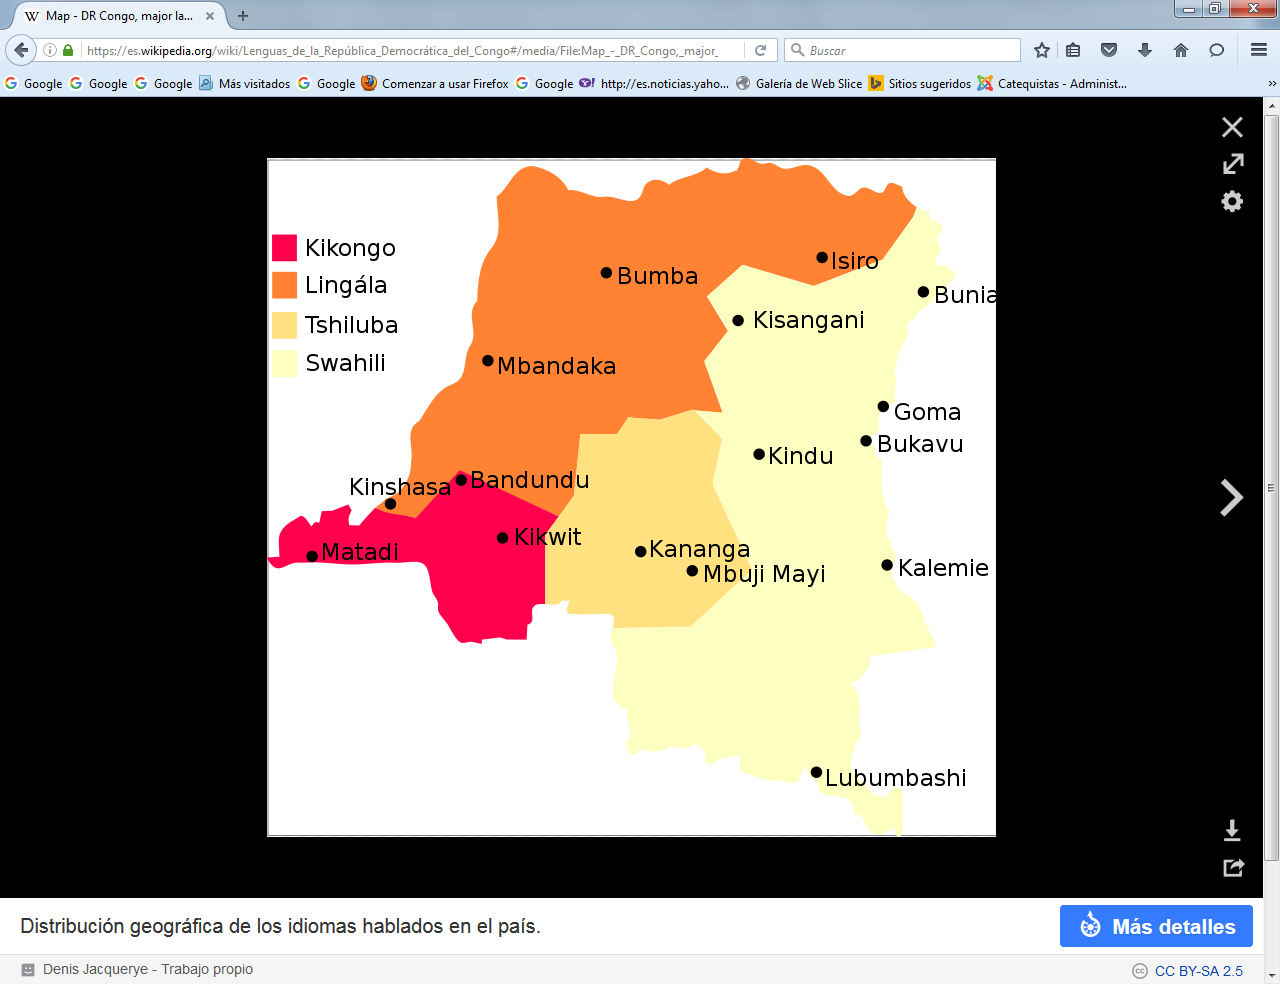 Map - DR Congo, major la...
https://es.wikipedia.org/wiki/Lenguas_de_la_República_Democrática_del_Congo#/media/File:Map_-_DR_Congo,_major_
Buscar
Google Google Google Más visitados Google Comenzar a usar Firefox Google http://es.noticias.yaho... Galería de Web Slice Sitios sugeridos Catequistas - Administ...
Kikongo
Lingála
Tshiluba
Swahili
Isiro
Bumba
Bunia
Kisangani
Mbandaka
Goma
Bukavu
Kindu
Bandundu
Kinshasa
Kikwit
Matadi
Kananga
Mbuji Mayi
Kalemie
Lubumbashi
Distribución geográfica de los idiomas hablados en el país.
Más detalles
Denis Jacquerye - Trabajo propio
CC BY-SA 2.5